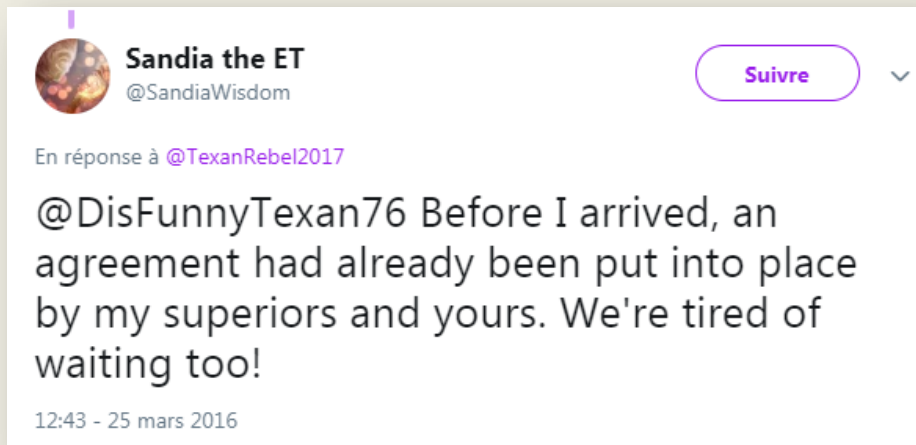 Sandia the ET
@SandiaWisdom
Suivre
En réponse à @TexanRebel2017
@DisFunnyTexan76 Before I arrived, an
agreement had already been put into place
by my superiors and yours. We're tired of
waiting too!
12:43 - 25 mars 2016